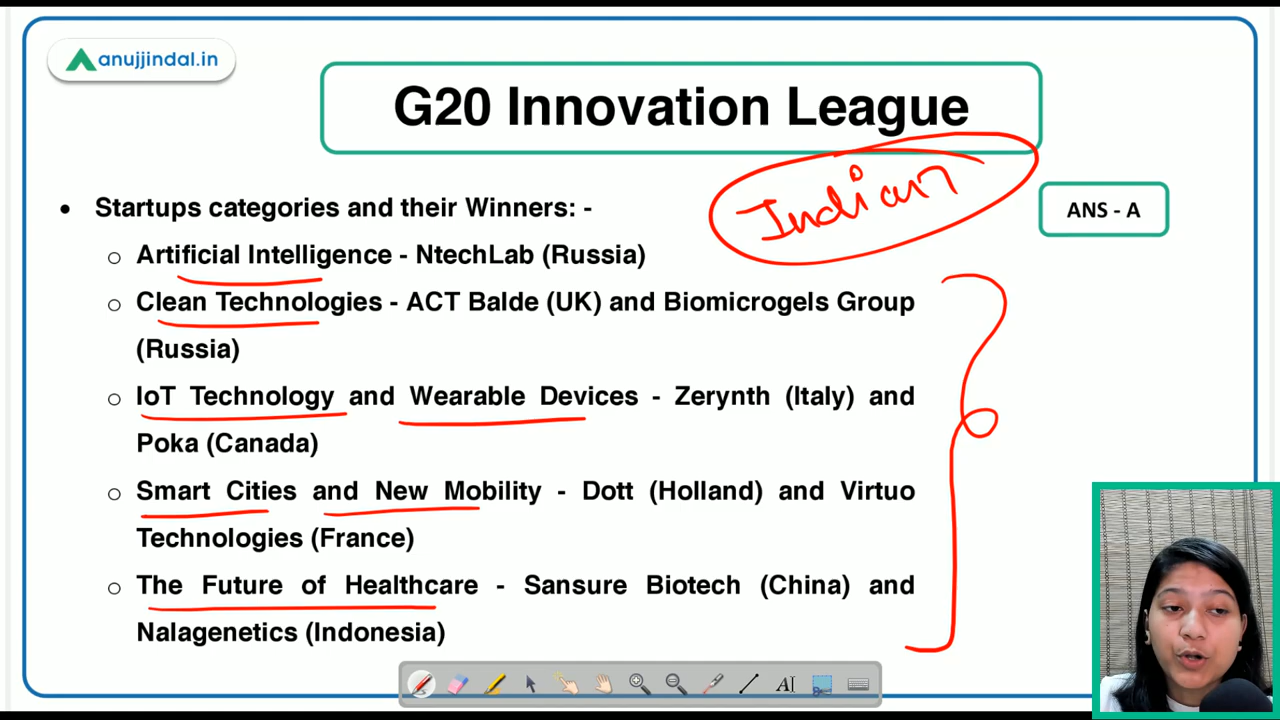 anujjindal.in
G20 Innovation League
Indian
• Startups categories and their Winners: -
ANS - A
o Artificial Intelligence - NtechLab (Russia)
o Clean Technologies - ACT Balde (UK) and Biomicrogels Group
(Russia)
o IoT Technology and Wearable Devices - Zerynth (Italy) and
Poka (Canada)
o Smart Cities and New Mobility - Dott (Holland) and Virtuo
Technologies (France)
o The Future of Healthcare - Sansure Biotech (China) and
Nalagenetics (Indonesia)
AI